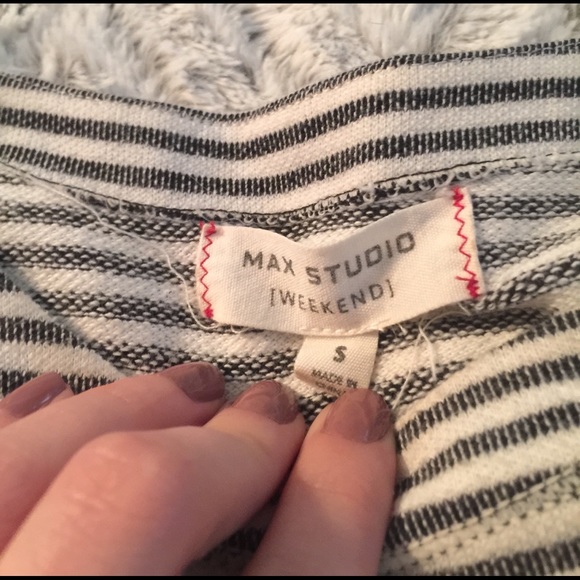 MAX STUDIO
[WEEKEND]
S
MADE IN